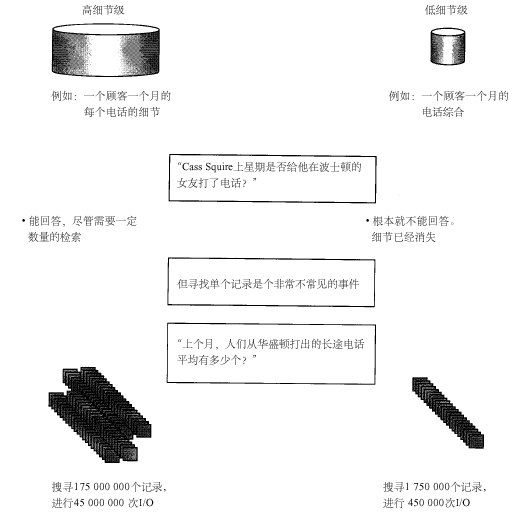 高细节级
低细节级
例如：一个顾客一个月的
每个电话的细节
例如：一个顾客一个月的
电话综合
“Cass Squire上星期是否给他在波士顿的
女友打了电话？”
• 能回答，尽管需要一定
数量的检索
• 根本就不能回答。
细节已经消失
但寻找单个记录是个非常不常见的事件
“上个月，人们从华盛顿打出的长途电话
平均有多少个？”
搜寻175 000 000个记录，
进行45 000 000 次I/O
搜寻1 750 000个记录，
进行 450 000次I/O